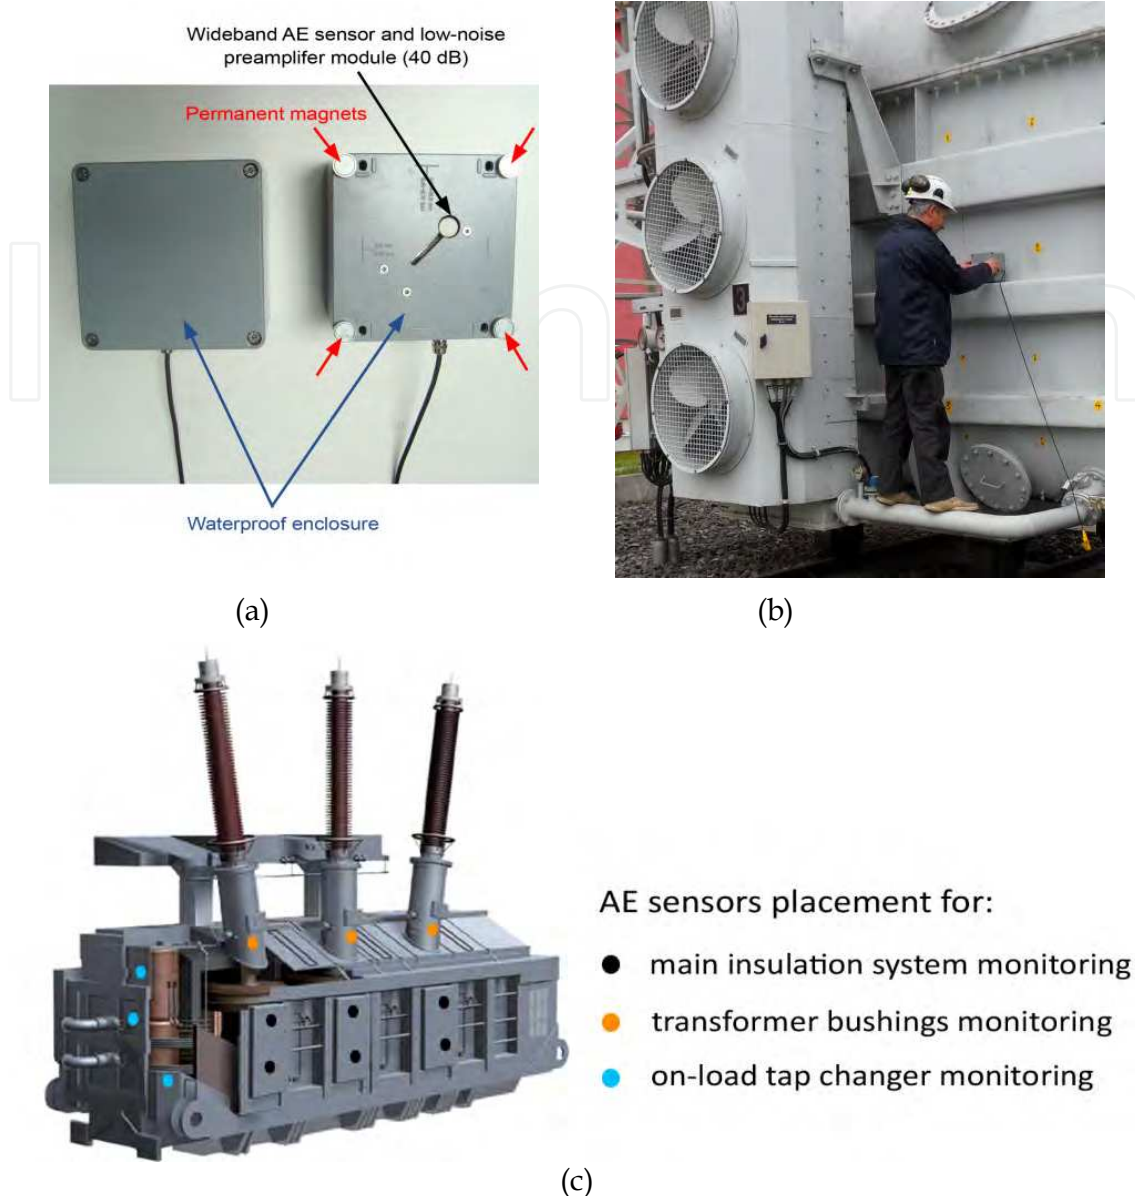 Wideband AE sensor and low-noise
preamplifer module (40 dB)
Permanent magnets
Waterproof enclosure
(a)
3
(b)
AE sensors placement for:
main insulation system monitoring
transformer bushings monitoring
on-load tap changer monitoring
(c)